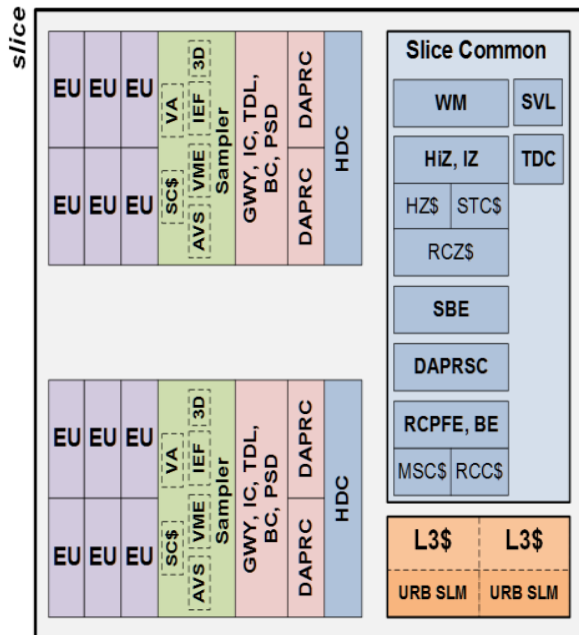 slice
EU EU EU
EU EU EU
VA
SC$
3D
IEF
VME
AVS
Sampler
GWY, IC, TDL,
BC, PSD
DAPRC
DAPRC
HDC
EU EU EU
EU EU EU
VA
SC$
3D
IEF
VME
AVS
Sampler
GWY, IC, TDL,
BC, PSD
DAPRC
DAPRC
HDC
Slice Common
WM
SVL
HiZ, IZ
TDC
HZ$ STC$
RCZ$
SBE
DAPRSC
RCPFE, BE
MSC$ RCC$
L3$ L3$
URB SLM URB SLM